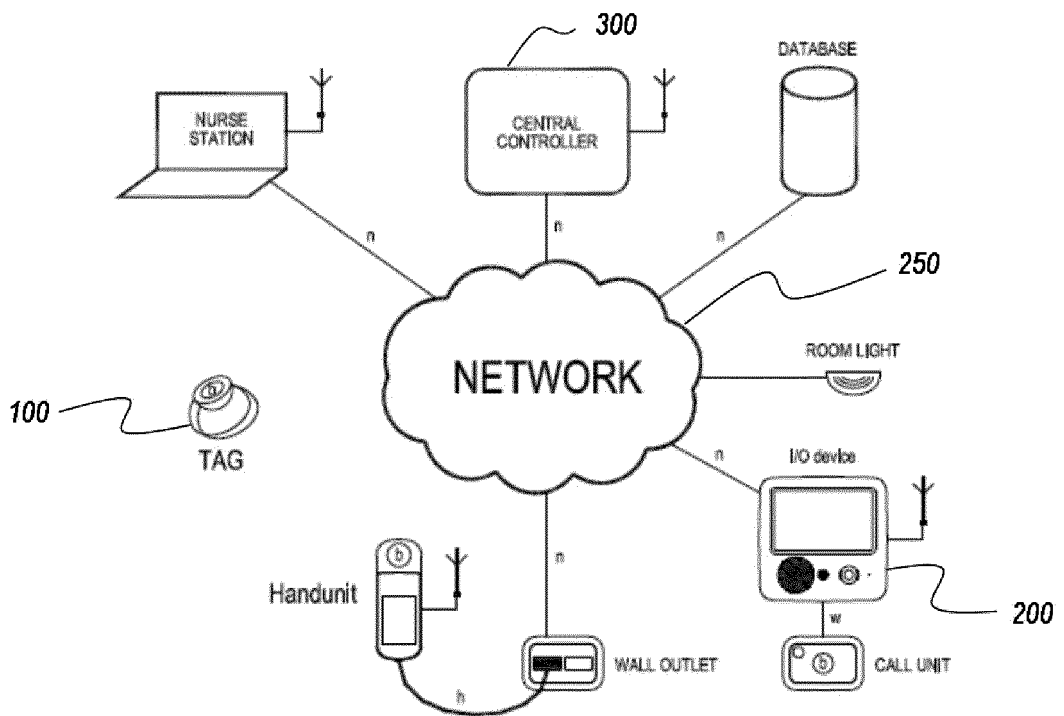 300
DATABASE
NURSE
STATION
CENTRAL
CONTROLLER
n
n
n
250
NETWORK
ROOM LIGHT
b
100
TAG
n
I/O device
b
n
Handunit
200
w
WALL OUTLET
b
CALL UNIT
h